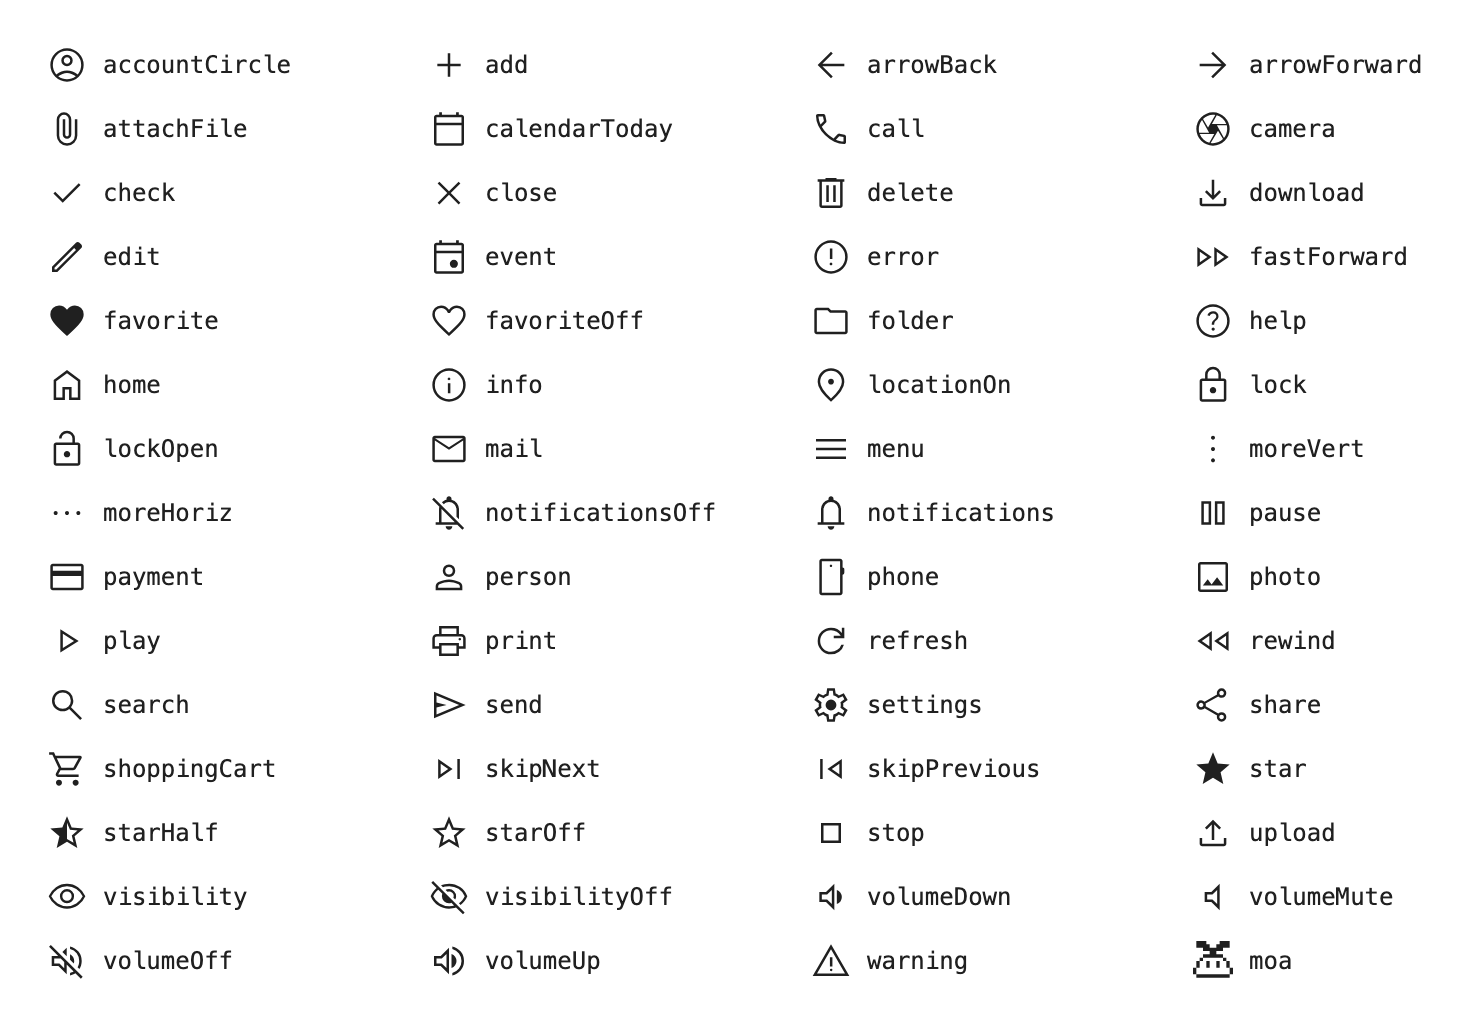 accountCircle add arrowBack arrowForward
attachFile calendarToday call camera
check close delete download
edit event error fastForward
favorite favoriteOff folder help
home info locationOn lock
lockOpen mail menu moreVert
moreHoriz notificationsOff notifications pause
payment person phone photo
play print refresh rewind
search send settings share
shoppingCart skipNext skipPrevious star
starHalf starOff stop upload
visibility visibilityOff volumeDown volumeMute
volumeOff volumeUp warning moa